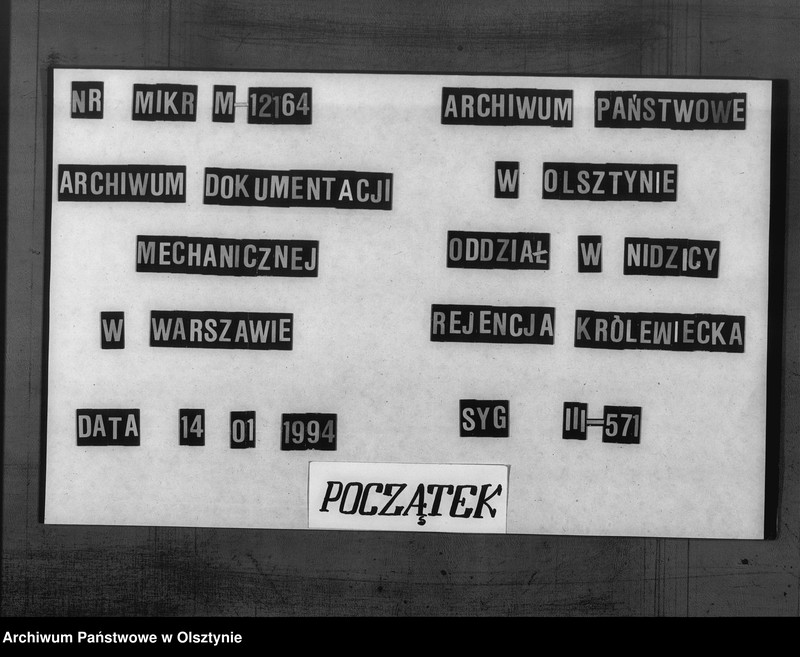 NR MIKR M-12164
ARCHIWUM DOKUMENTACJI
MECHANICZNEJ
W WARSZAWIE
DATA 14 01 1994
ARCHIWUM PAŃSTWOWE
W OLSZTYNIE
ODDZIAŁ W NIDZICY
REJENCJA KRÒLEWIECKA
SYG III=571
POCZĄTEK
Archiwum Państwowe w Olsztynie